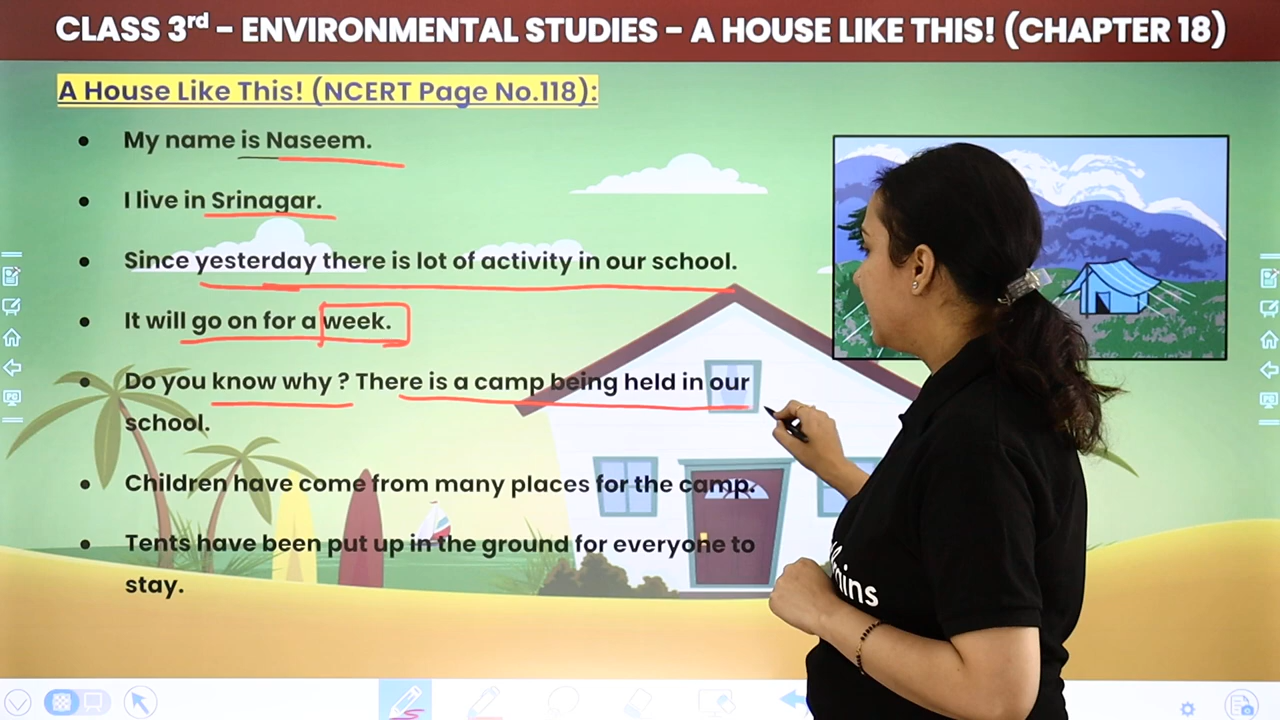 CLASS 3rd - ENVIRONMENTAL STUDIES - A HOUSE LIKE THIS! (CHAPTER 18)
A House Like This! (NCERT Page No.118):
• My name is Naseem.
• I live in Srinagar.
• Since yesterday there is lot of activity in our school.
• It will go on for a week.
• Do you know why ? There is a camp being held in our
school.
• Children have come from many places for the camp.
• Tents have been put up in the ground for everyone to
stay.